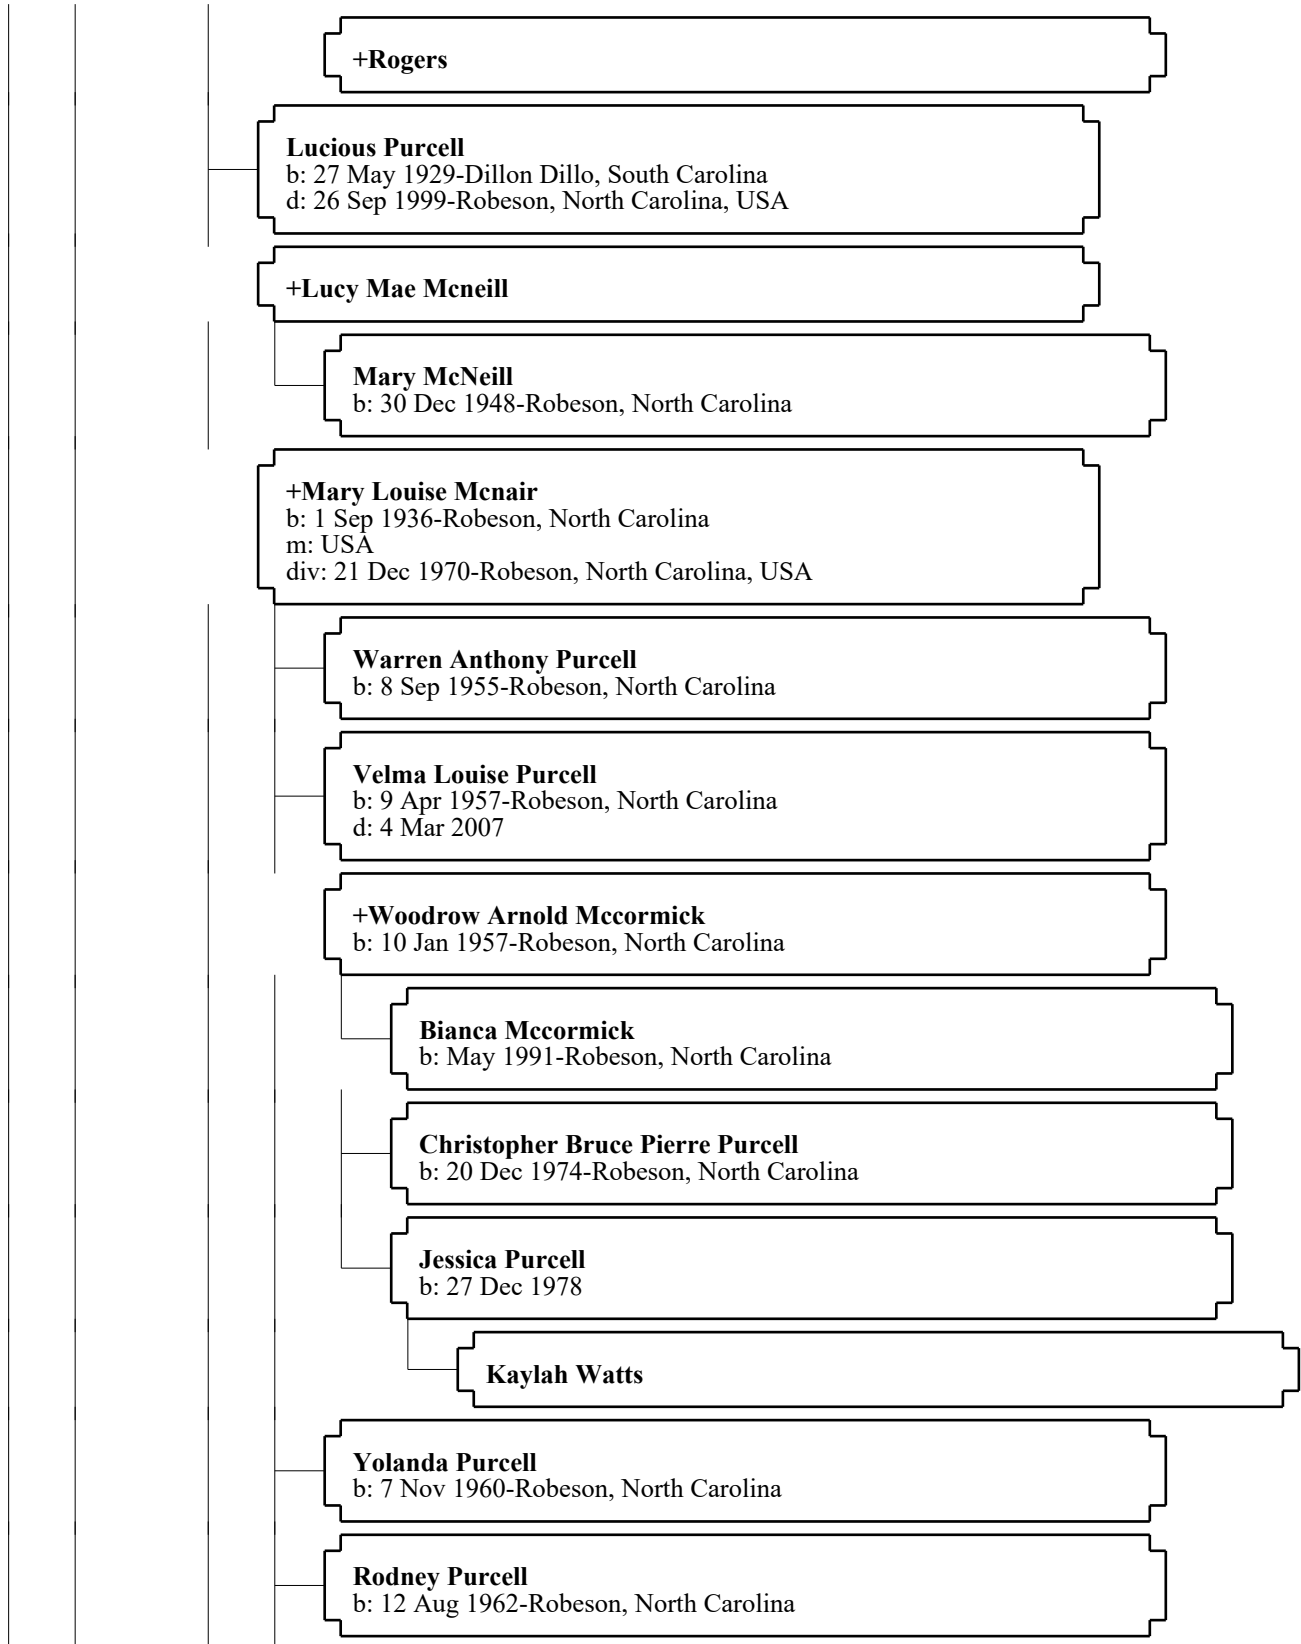 +Rogers
Lucious Purcell
b: 27 May 1929-Dillon Dillo, South Carolina
d: 26 Sep 1999-Robeson, North Carolina, USA
+Lucy Mae Mcneill
Mary McNeill
b: 30 Dec 1948-Robeson, North Carolina
+Mary Louise Mcnair
b: 1 Sep 1936-Robeson, North Carolina
m: USA
div: 21 Dec 1970-Robeson, North Carolina, USA
Warren Anthony Purcell
b: 8 Sep 1955-Robeson, North Carolina
Velma Louise Purcell
b: 9 Apr 1957-Robeson, North Carolina
d: 4 Mar 2007
+Woodrow Arnold Mccormick
b: 10 Jan 1957-Robeson, North Carolina
Bianca Mccormick
b: May 1991-Robeson, North Carolina
Christopher Bruce Pierre Purcell
b: 20 Dec 1974-Robeson, North Carolina
Jessica Purcell
b: 27 Dec 1978
Kaylah Watts
Yolanda Purcell
b: 7 Nov 1960-Robeson, North Carolina
Rodney Purcell
b: 12 Aug 1962-Robeson, North Carolina